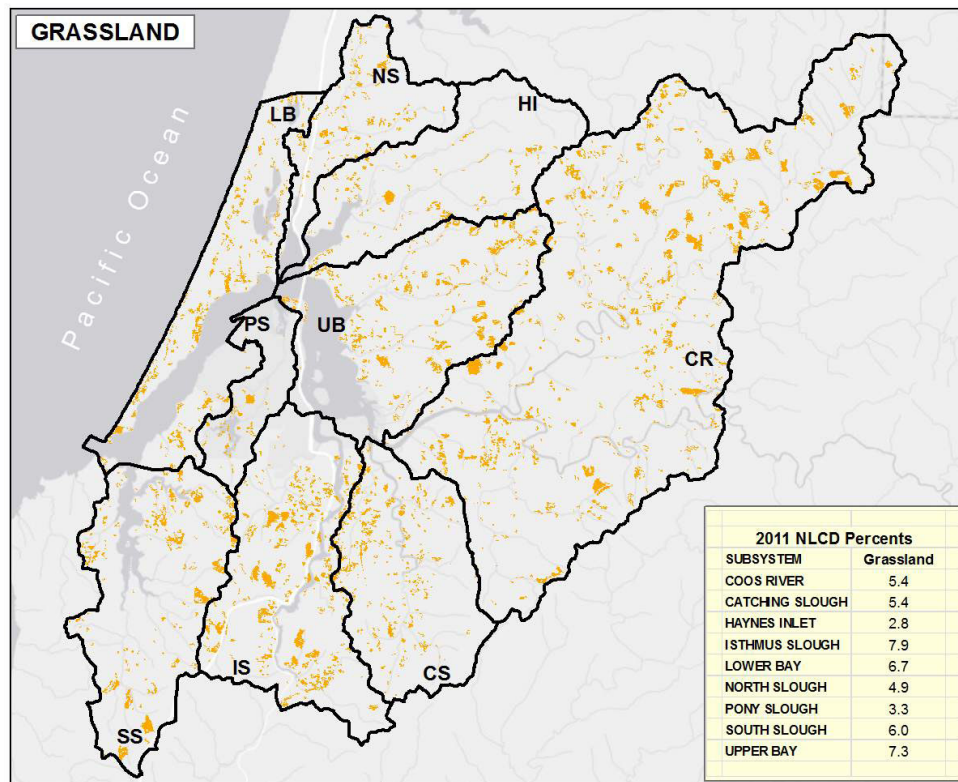 GRASSLAND
NS
HI
LB
Pacific Ocean
PS
UB
CR
IS
CS
SS
2011 NLCD Percents
SUBSYSTEM Grassland
COOS RIVER 5.4
CATCHING SLOUGH 5.4
HAYNES INLET 2.8
ISTHMUS SLOUGH 7.9
LOWER BAY 6.7
NORTH SLOUGH 4.9
PONY SLOUGH 3.3
SOUTH SLOUGH 6.0
UPPER BAY 7.3